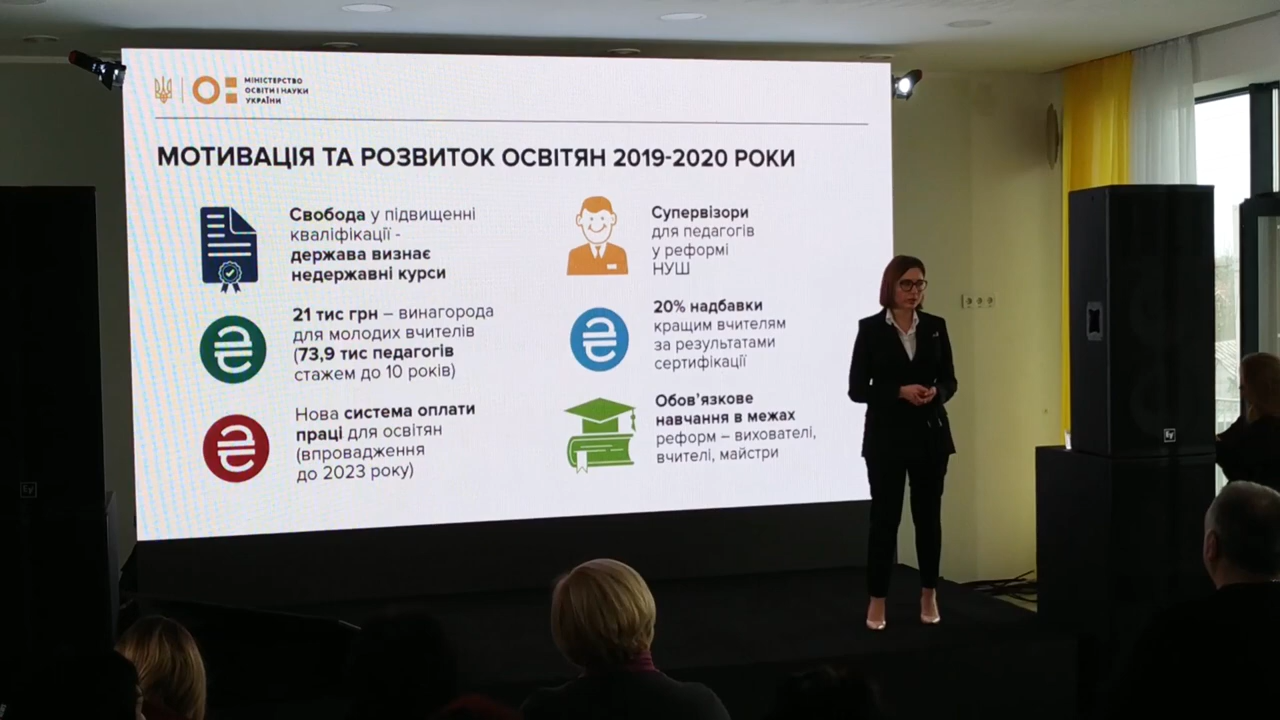 МІНІСТЕРСТВО
ОСВІТИ І НАУКИ
УКРАЇНИ
МОТИВАЦІЯ ТА РОЗВИТОК ОСВІТЯН 2019-2020 РОКИ
Свобода у підвищенні
кваліфікації -
держава визнає
недержавні курси
21 тис грн – винагорода
для молодих вчителів
(73,9 тис педагогів
стажем до 10 років)
Нова система оплати
праці для освітян
(впровадження
до 2023 року)
Супервізори
для педагогів
у реформі
НУШ
20% надбавки
кращим вчителям
за результатами
сертифікації
Обов’язкове
навчання в межах
реформ – вихователі,
вчителі, майстри